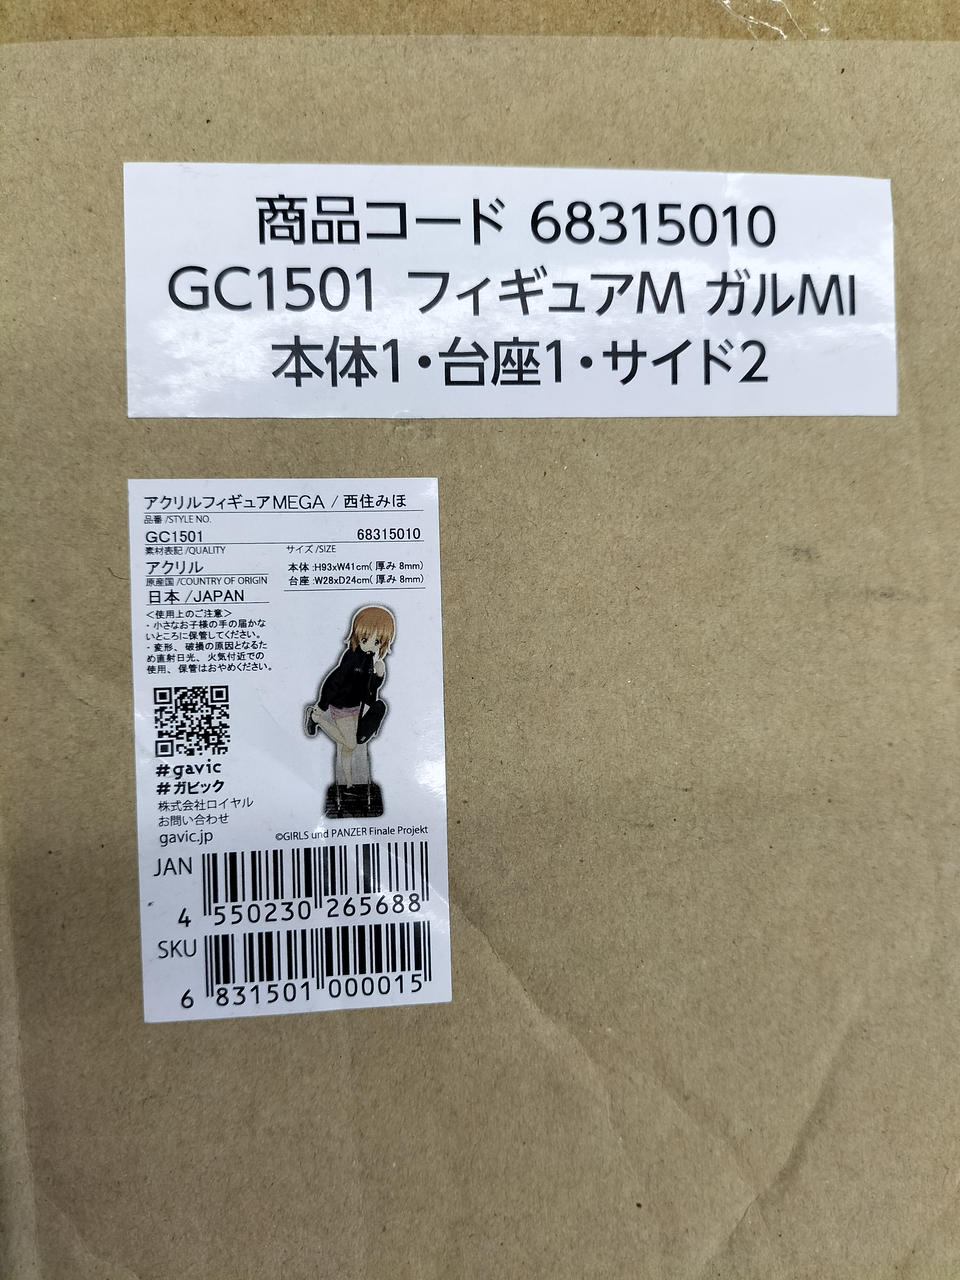 商品コード 68315010
GC1501 フィギュアM ガルMI
本体1・台座1・サイド2
アクリルフィギュアMEGA / 西住みほ
品番 /STYLE NO.
GC1501 68315010
素材表記 /QUALITY サイズ /SIZE
アクリル 本体 :H93xW41cm( 厚み 8mm)
原産国 /COUNTRY OF ORIGIN 台座 :W28xD24cm( 厚み 8mm)
日本 /JAPAN
＜使用上のご注意＞
・小さなお子様の手の届かな
いところに保管してください。
・変形、破損の原因となるた
め直射日光、火気付近での
使用、保管はおやめください。
#gavic
#ガビック
株式会社ロイヤル
お問い合わせ
gavic.jp
©GIRLS und PANZER Finale Projekt
JAN
4 550230 265688
SKU
6 831501 000015